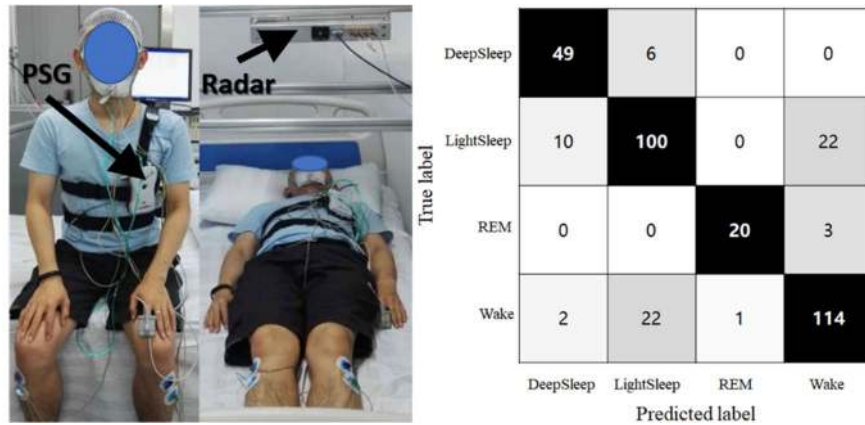 PSG
Radar
True label
DeepSleep
49 6 0 0
LightSleep
10 100 0 22
REM
0 0 20 3
Wake
2 22 1 114
DeepSleep LightSleep REM Wake
Predicted label